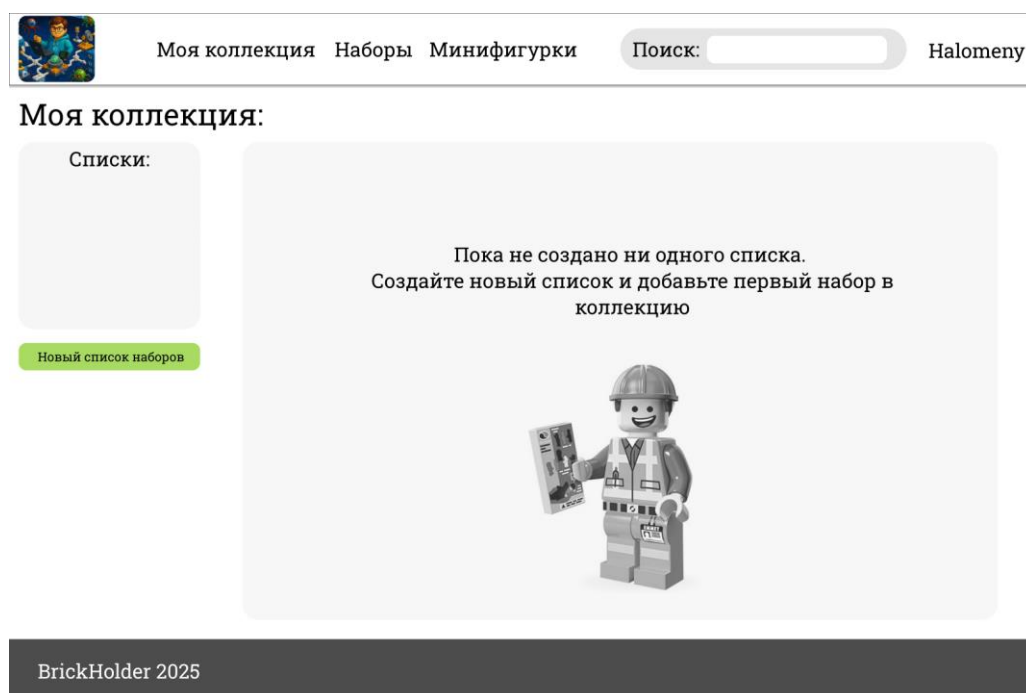 Моя коллекция Наборы Минифигурки Поиск: Halomeny
Моя коллекция:
Списки:
Пока не создано ни одного списка.
Создайте новый список и добавьте первый набор в
коллекцию
Новый список наборов
BrickHolder 2025